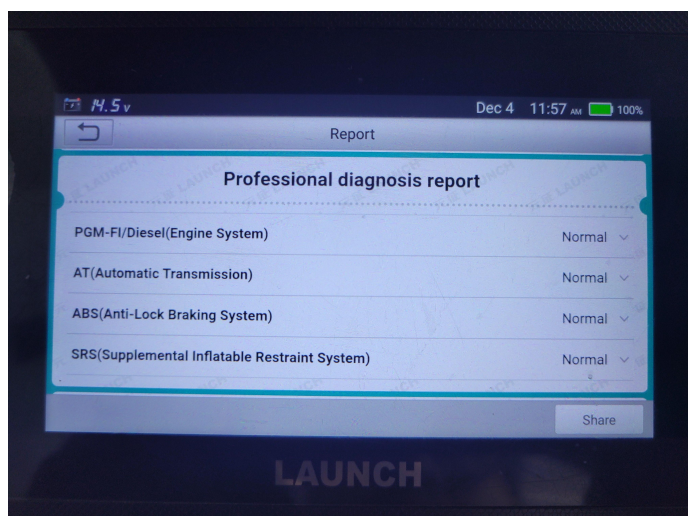 14.5 v Dec 4 11:57 AM 100%
Report
Professional diagnosis report
PGM-FI/Diesel(Engine System) Normal
AT(Automatic Transmission) Normal
ABS(Anti-Lock Braking System) Normal
SRS(Supplemental Inflatable Restraint System) Normal
Share
LAUNCH